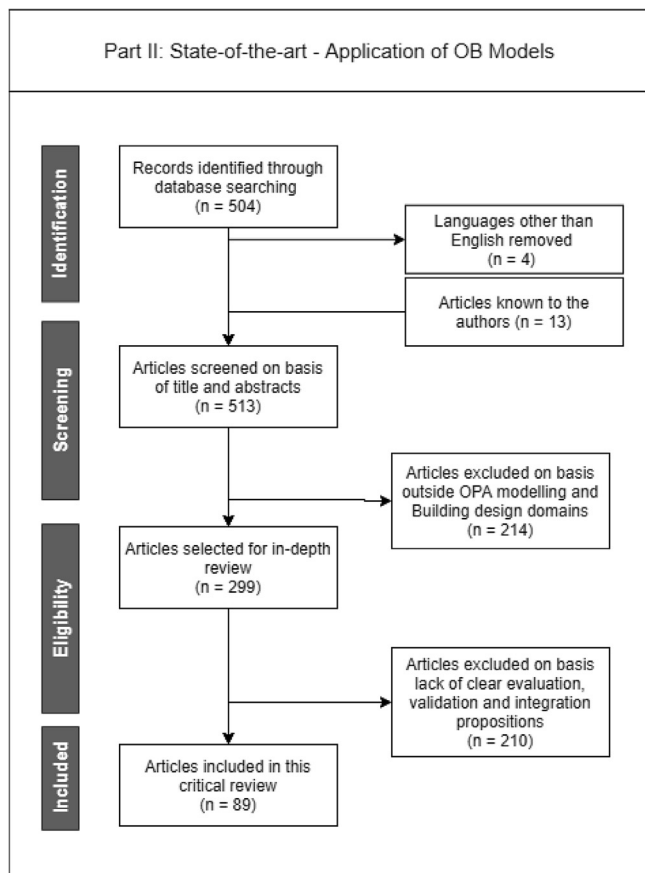 Part II: State-of-the-art - Application of OB Models
Identification
Records identified through
database searching
(n = 504)
Languages other than
English removed
(n = 4)
Articles known to the
authors (n = 13)
Screening
Articles screened on basis
of title and abstracts
(n = 513)
Articles excluded on basis
outside OPA modelling and
Building design domains
(n = 214)
Eligibility
Articles selected for in-depth
review
(n = 299)
Articles excluded on basis
lack of clear evaluation,
validation and integration
propositions
(n = 210)
Included
Articles included in this
critical review
(n = 89)